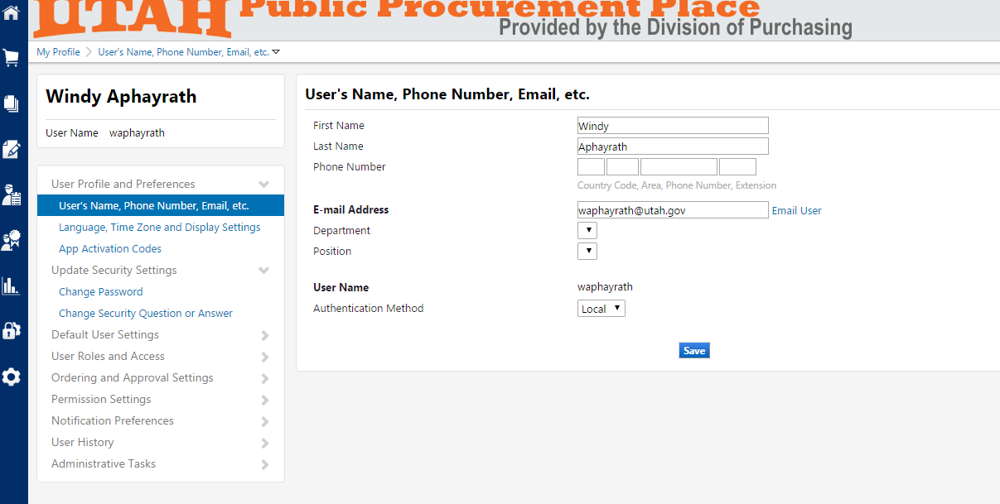 UTAH Public Procurement Place
Provided by the Division of Purchasing
My Profile User's Name, Phone Number, Email, etc.
Windy Aphayrath
User Name waphayrath
User Profile and Preferences
User's Name, Phone Number, Email, etc.
Language, Time Zone and Display Settings
App Activation Codes
Update Security Settings
Change Password
Change Security Question or Answer
Default User Settings
User Roles and Access
Ordering and Approval Settings
Permission Settings
Notification Preferences
User History
Administrative Tasks
User's Name, Phone Number, Email, etc.
First Name Windy
Last Name Aphayrath
Phone Number
Country Code, Area, Phone Number, Extension
E-mail Address waphayrath@utah.gov Email User
Department
Position
User Name waphayrath
Authentication Method Local
Save